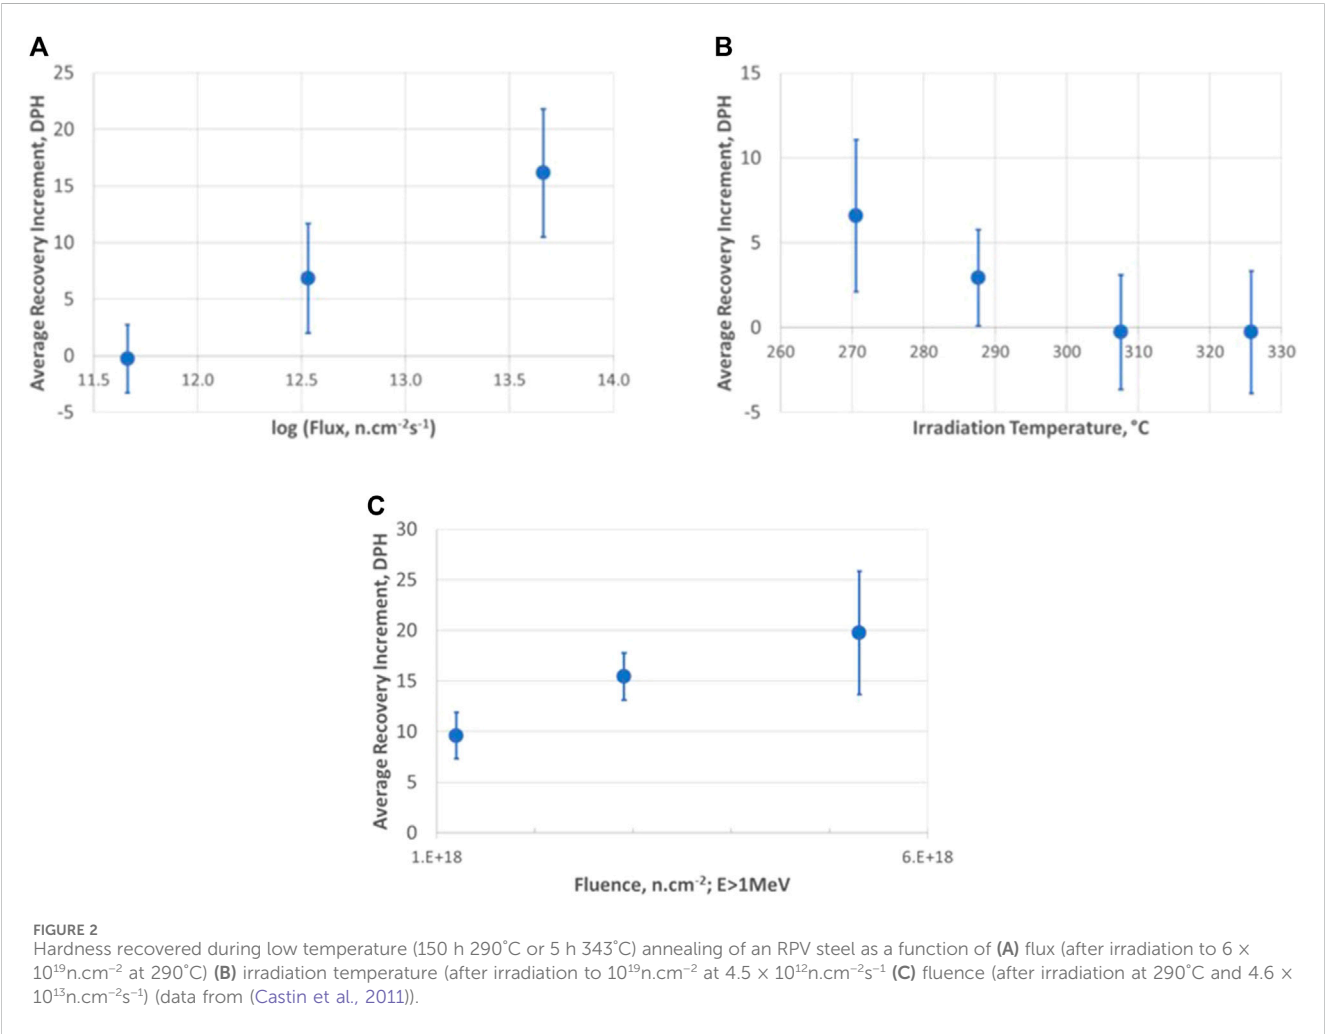 A
Average Recovery Increment, DPH
25
20
15
10
5
0
-5
11.5 12.0 12.5 13.0 13.5 14.0
log (Flux, n.cm⁻²s⁻¹)
B
Average Recovery Increment, DPH
15
10
5
0
-5
260 270 280 290 300 310 320 330
Irradiation Temperature, °C
C
Average Recovery Increment, DPH
30
25
20
15
10
5
0
1.E+18 6.E+18
Fluence, n.cm⁻²; E>1MeV
FIGURE 2
Hardness recovered during low temperature (150 h 290°C or 5 h 343°C) annealing of an RPV steel as a function of (A) flux (after irradiation to 6 ×
10¹⁹n.cm⁻² at 290°C) (B) irradiation temperature (after irradiation to 10¹⁹n.cm⁻² at 4.5 × 10¹²n.cm⁻²s⁻¹ (C) fluence (after irradiation at 290°C and 4.6 ×
10¹³n.cm⁻²s⁻¹) (data from (Castin et al., 2011)).